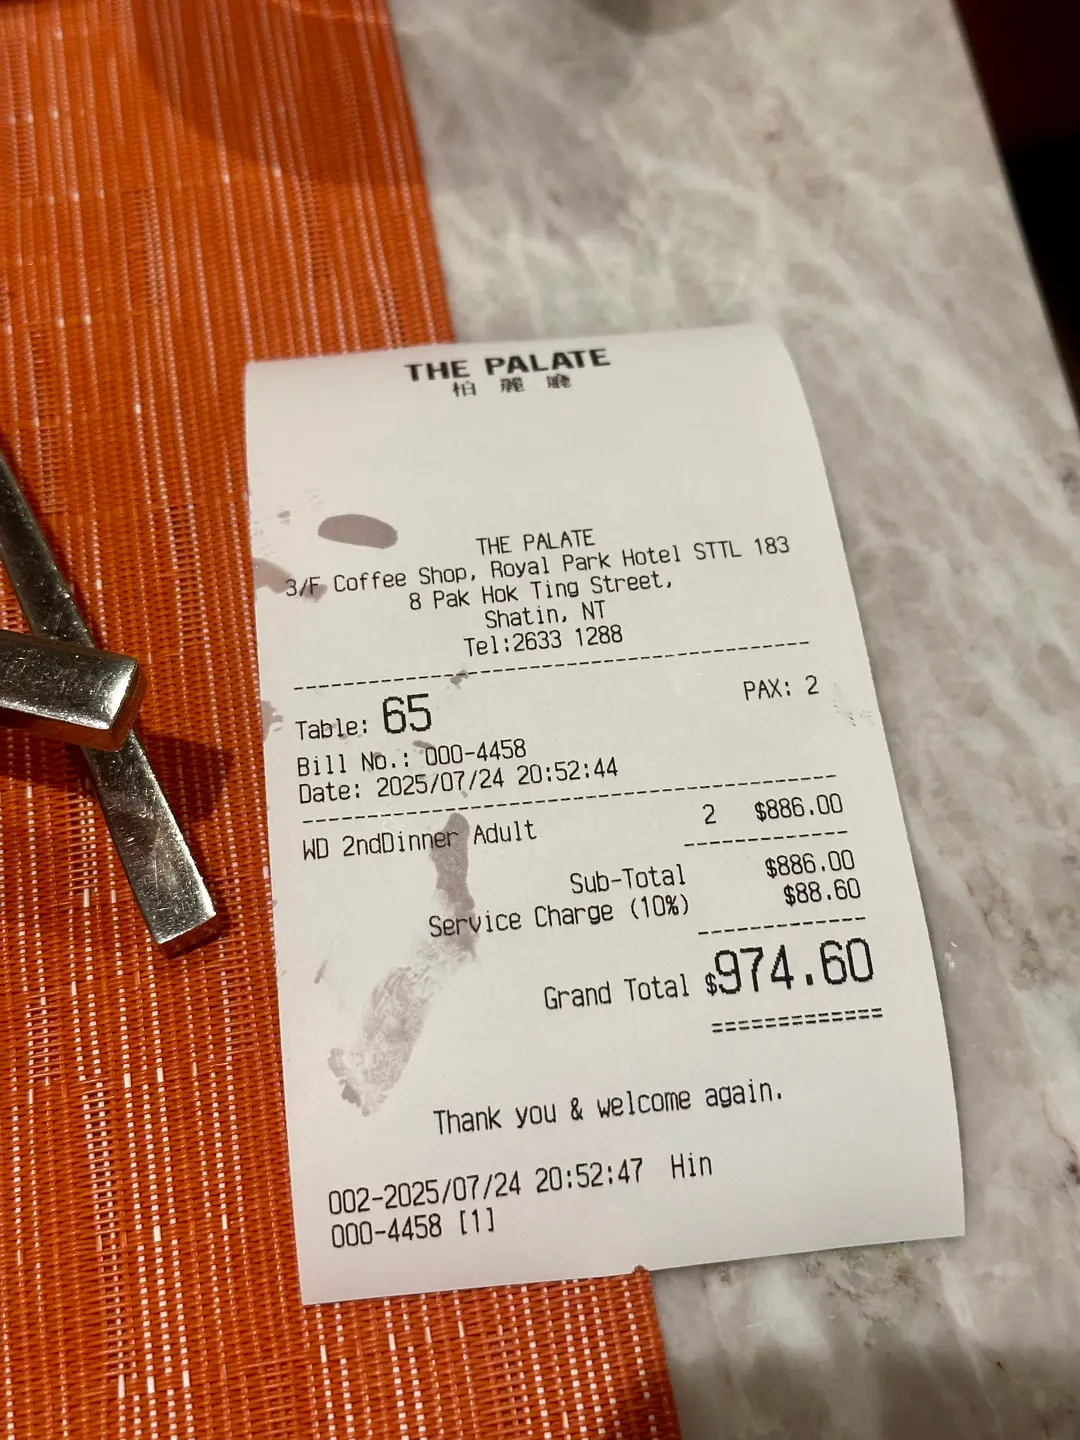 THE PALATE
柏麗廳
THE PALATE
3/F Coffee Shop, Royal Park Hotel STTL 183
8 Pak Hok Ting Street,
Shatin, NT
Tel:2633 1288
Table: 65 PAX: 2
Bill No.: 000-4458
Date: 2025/07/24 20:52:44
WD 2ndDinner Adult 2 $886.00
Sub-Total $886.00
Service Charge (10%) $88.60
Grand Total $974.60
Thank you & welcome again.
002-2025/07/24 20:52:47 Hin
000-4458 [1]